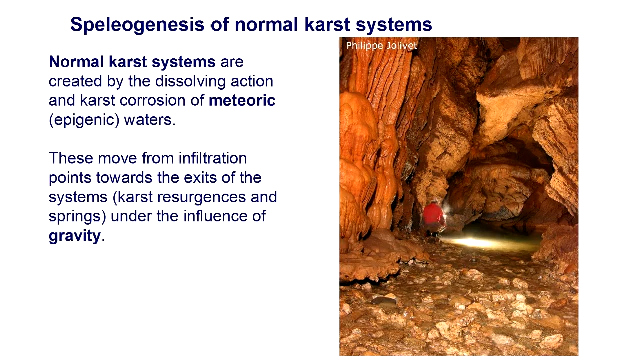 Speleogenesis of normal karst systems
Philippe Jolivet
Normal karst systems are
created by the dissolving action
and karst corrosion of meteoric
(epigenic) waters.
These move from infiltration
points towards the exits of the
systems (karst resurgences and
springs) under the influence of
gravity.